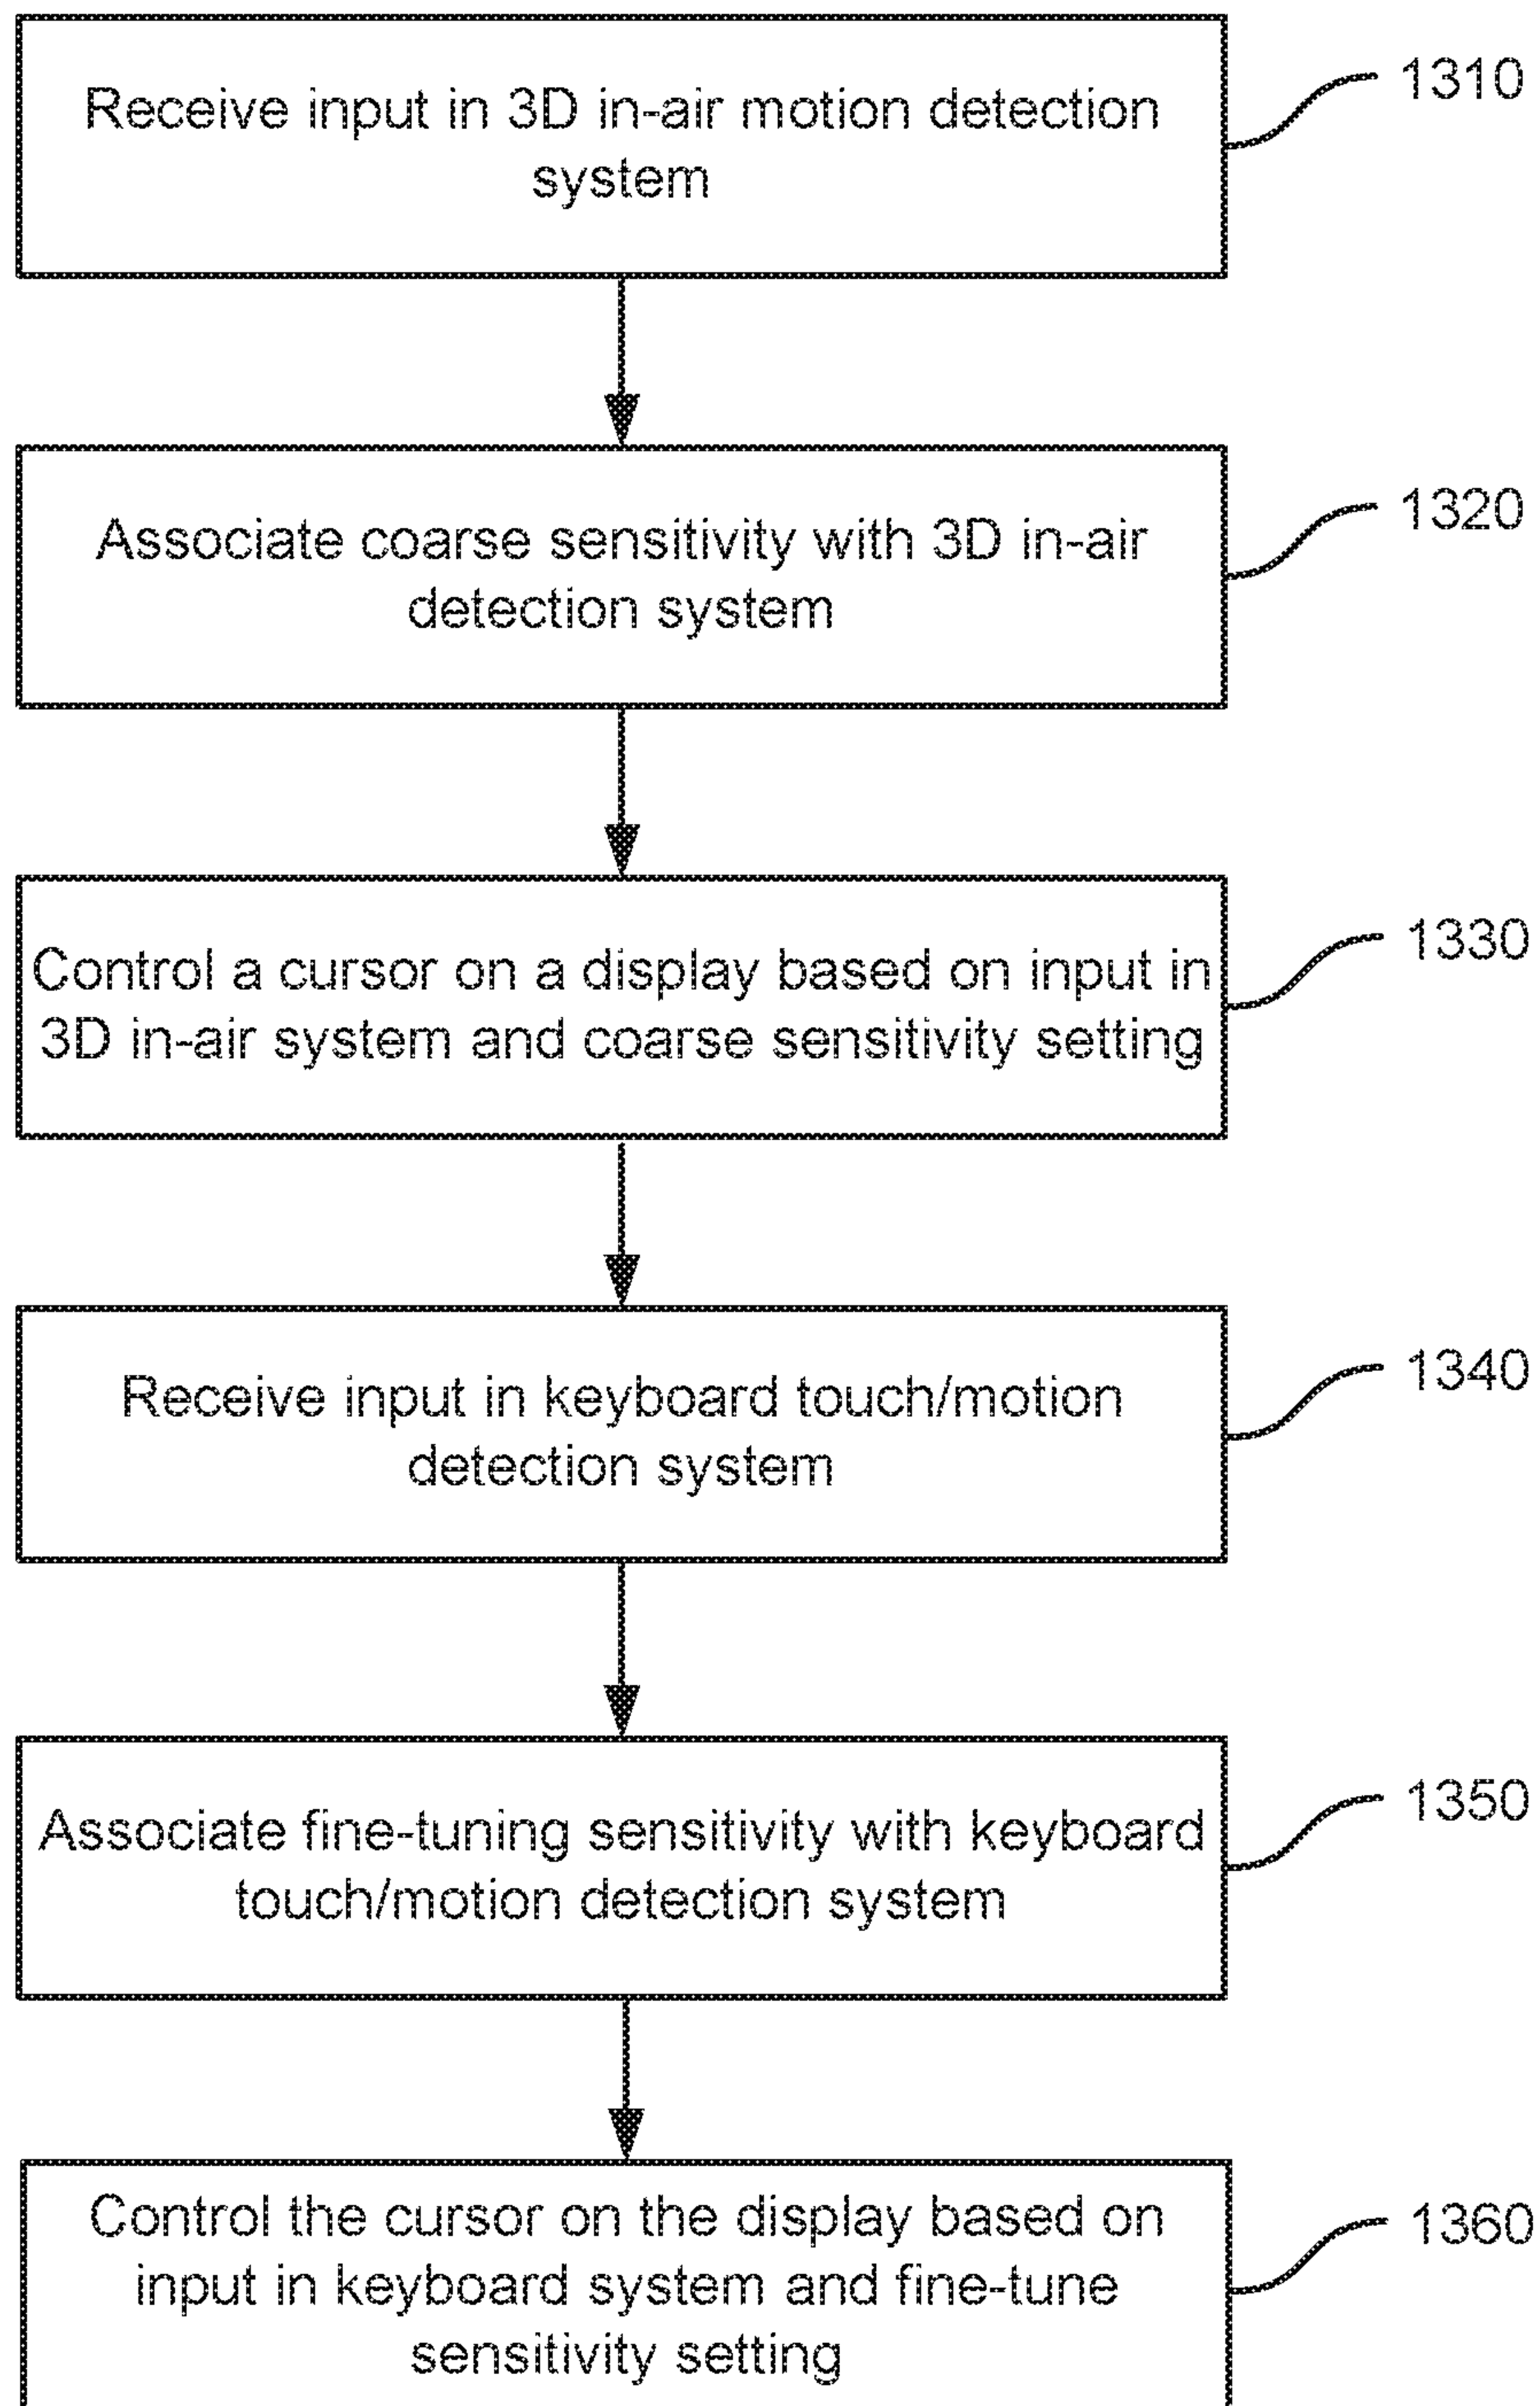 Receive input in 3D in-air motion detection
system
1310
Associate coarse sensitivity with 3D in-air
detection system
1320
Control a cursor on a display based on input in
3D in-air system and coarse sensitivity setting
1330
Receive input in keyboard touch/motion
detection system
1340
Associate fine-tuning sensitivity with keyboard
touch/motion detection system
1350
Control the cursor on the display based on
input in keyboard system and fine-tune
sensitivity setting
1360